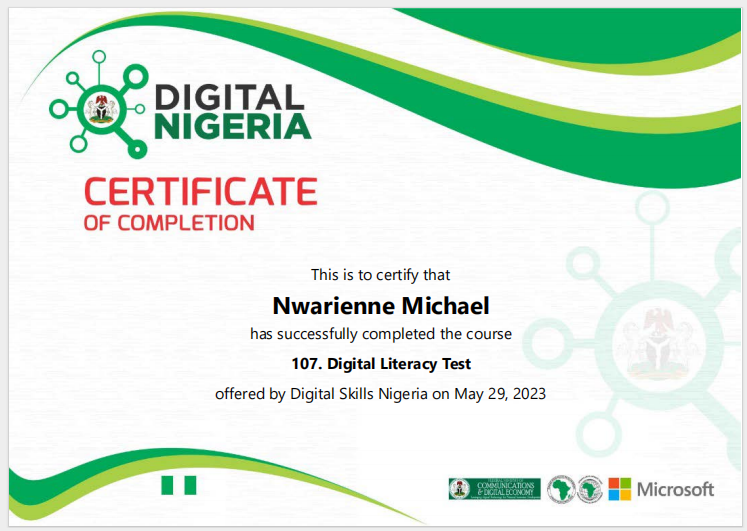 DIGITAL
NIGERIA
CERTIFICATE
OF COMPLETION
This is to certify that
Nwarienne Michael
has successfully completed the course
107. Digital Literacy Test
offered by Digital Skills Nigeria on May 29, 2023
COMMUNICATIONS
& DIGITAL ECONOMY
Microsoft